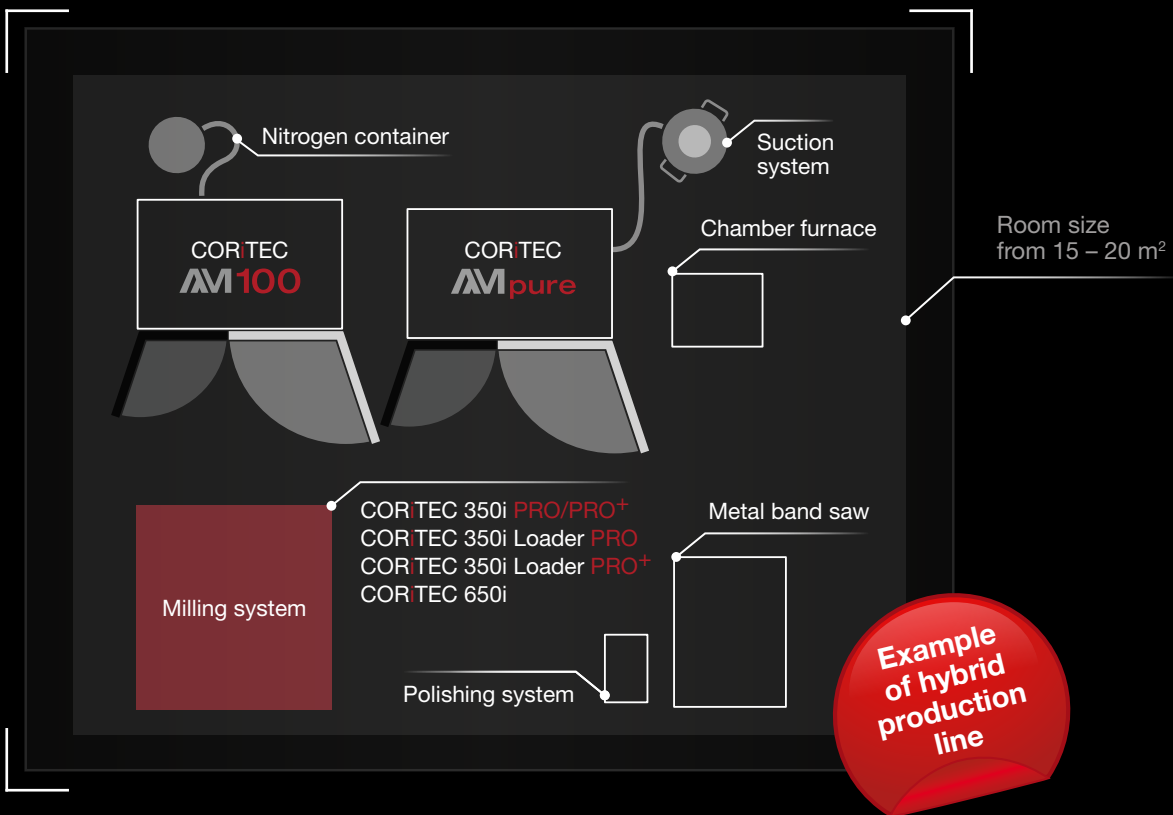 Nitrogen container
Suction
system
CORiTEC
AM100
CORiTEC
AMpure
Chamber furnace
Room size
from 15 – 20 m²
CORiTEC 350i PRO/PRO⁺
CORiTEC 350i Loader PRO
CORiTEC 350i Loader PRO⁺
CORiTEC 650i
Metal band saw
Milling system
Polishing system
Example
of hybrid
production
line